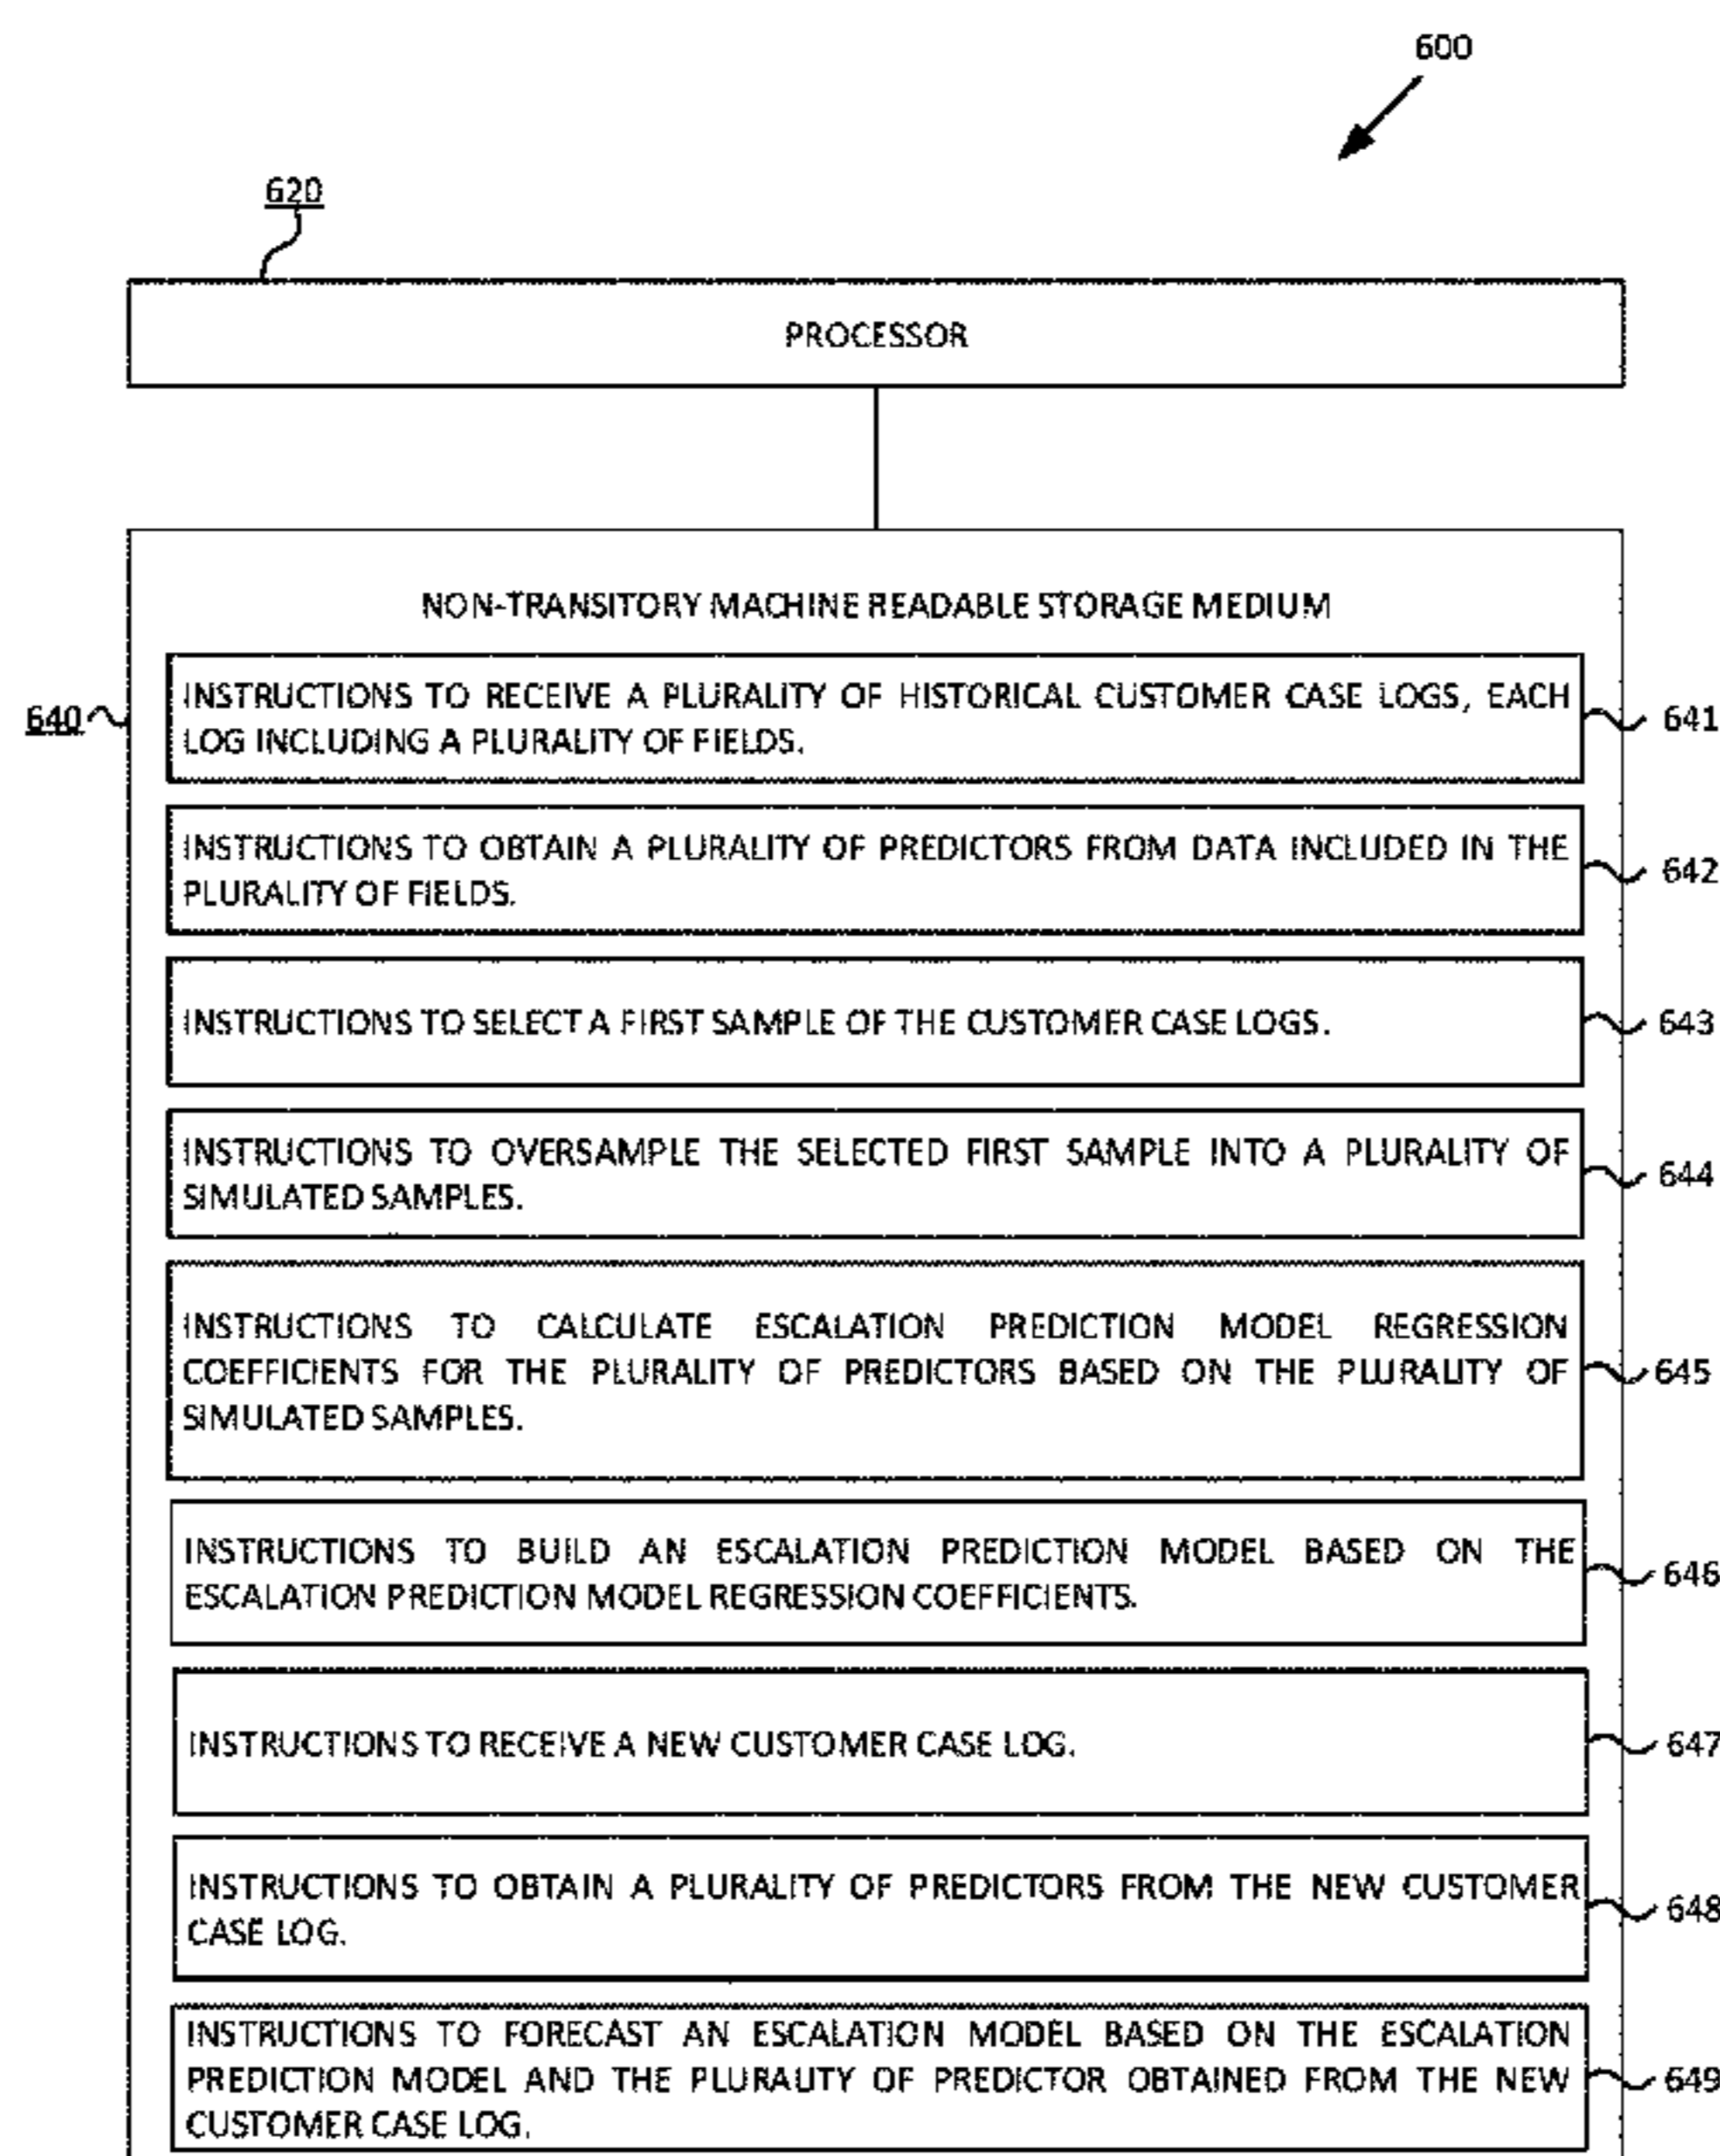 600
620
PROCESSOR
NON-TRANSITORY MACHINE READABLE STORAGE MEDIUM
640
INSTRUCTIONS TO RECEIVE A PLURALITY OF HISTORICAL CUSTOMER CASE LOGS, EACH
LOG INCLUDING A PLURALITY OF FIELDS.
641
INSTRUCTIONS TO OBTAIN A PLURALITY OF PREDICTORS FROM DATA INCLUDED IN THE
PLURALITY OF FIELDS.
642
INSTRUCTIONS TO SELECT A FIRST SAMPLE OF THE CUSTOMER CASE LOGS.
643
INSTRUCTIONS TO OVERSAMPLE THE SELECTED FIRST SAMPLE INTO A PLURALITY OF
SIMULATED SAMPLES.
644
INSTRUCTIONS TO CALCULATE ESCALATION PREDICTION MODEL REGRESSION
COEFFICIENTS FOR THE PLURALITY OF PREDICTORS BASED ON THE PLURALITY OF
SIMULATED SAMPLES.
645
INSTRUCTIONS TO BUILD AN ESCALATION PREDICTION MODEL BASED ON THE
ESCALATION PREDICTION MODEL REGRESSION COEFFICIENTS.
646
INSTRUCTIONS TO RECEIVE A NEW CUSTOMER CASE LOG.
647
INSTRUCTIONS TO OBTAIN A PLURALITY OF PREDICTORS FROM THE NEW CUSTOMER
CASE LOG.
648
INSTRUCTIONS TO FORECAST AN ESCALATION MODEL BASED ON THE ESCALATION
PREDICTION MODEL AND THE PLURALITY OF PREDICTOR OBTAINED FROM THE NEW
CUSTOMER CASE LOG.
649